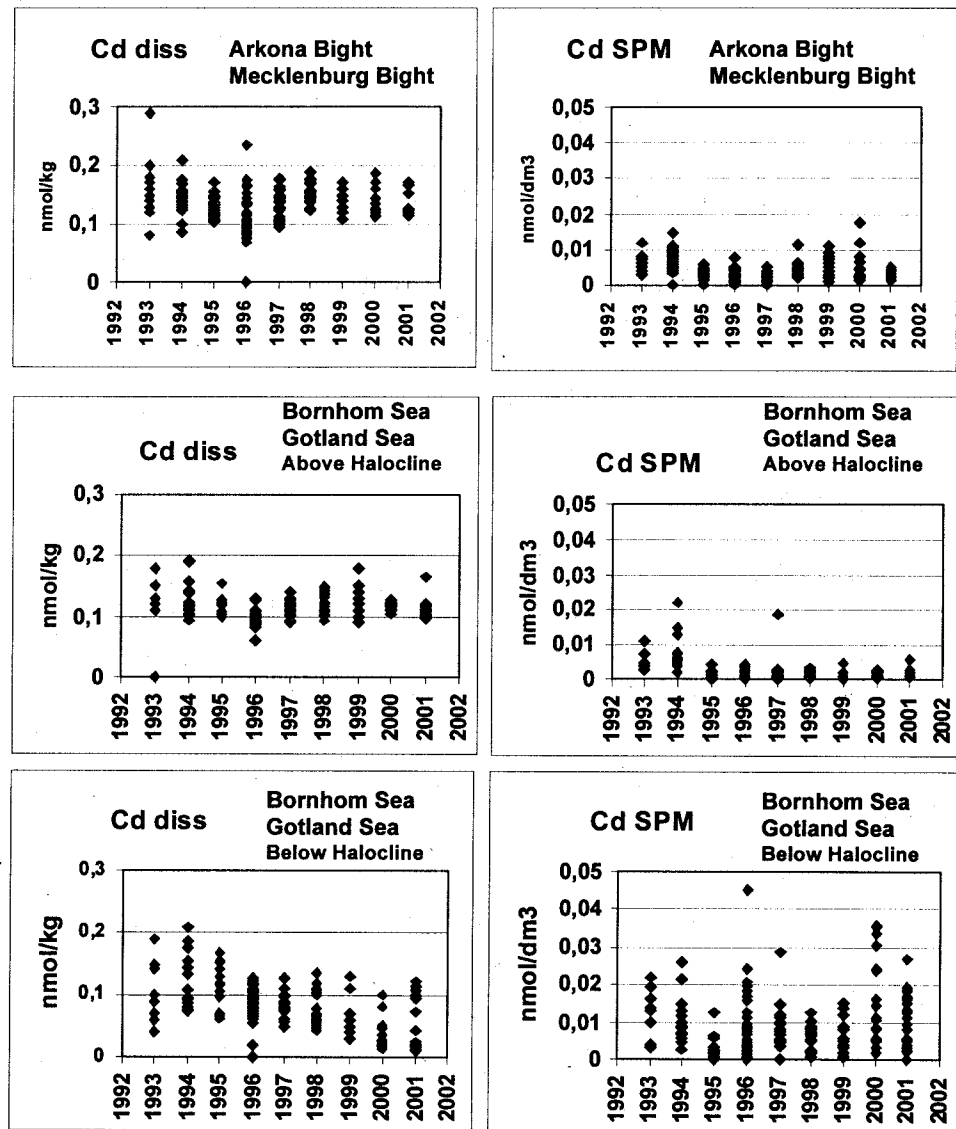 Cd diss Arkona Bight
Mecklenburg Bight
nmol/kg
0,3
0,2
0,1
0
1992 1993 1994 1995 1996 1997 1998 1999 2000 2001 2002
Cd SPM Arkona Bight
Mecklenburg Bight
nmol/dm3
0,05
0,04
0,03
0,02
0,01
0
1992 1993 1994 1995 1996 1997 1998 1999 2000 2001 2002
Bornhom Sea
Gotland Sea
Cd diss Above Halocline
nmol/kg
0,3
0,2
0,1
0
1992 1993 1994 1995 1996 1997 1998 1999 2000 2001 2002
Bornhom Sea
Gotland Sea
Cd SPM Above Halocline
nmol/dm3
0,05
0,04
0,03
0,02
0,01
0
1992 1993 1994 1995 1996 1997 1998 1999 2000 2001 2002
Bornhom Sea
Cd diss Gotland Sea
Below Halocline
nmol/kg
0,3
0,2
0,1
0
1992 1993 1994 1995 1996 1997 1998 1999 2000 2001 2002
Bornhom Sea
Cd SPM Gotland Sea
Below Halocline
nmol/dm3
0,05
0,04
0,03
0,02
0,01
0
1992 1993 1994 1995 1996 1997 1998 1999 2000 2001 2002